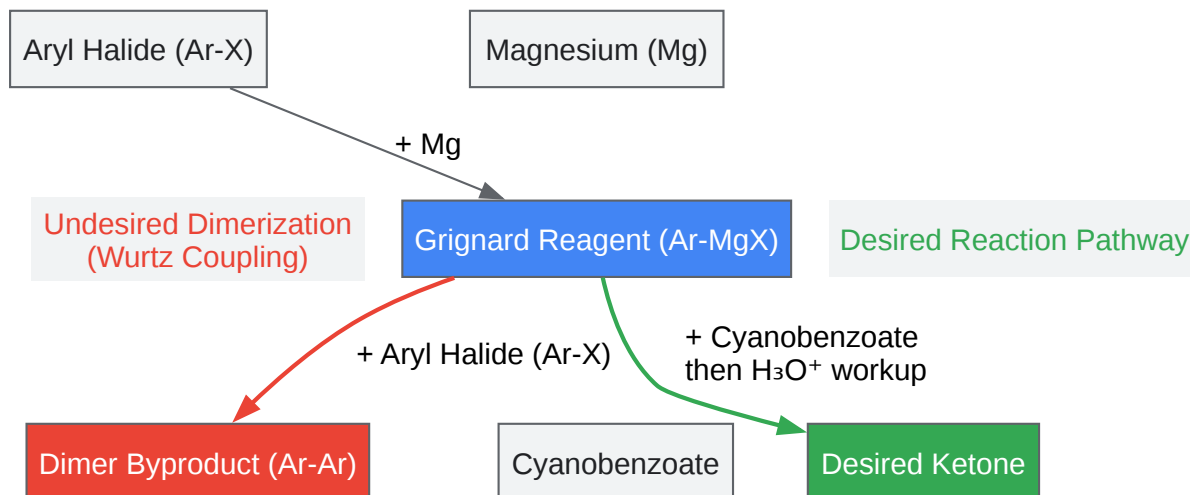 Aryl Halide (Ar-X)
Magnesium (Mg)
+ Mg
Undesired Dimerization
(Wurtz Coupling)
Grignard Reagent (Ar-MgX)
Desired Reaction Pathway
+ Aryl Halide (Ar-X)
+ Cyanobenzoate
then H₃O⁺ workup
Dimer Byproduct (Ar-Ar)
Cyanobenzoate
Desired Ketone